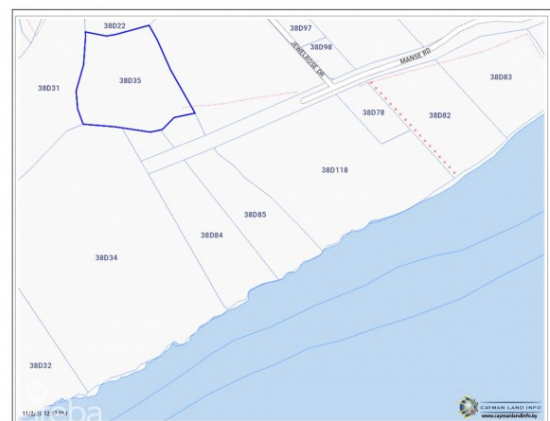 38D22
38D97
38D98
JEWELROSE DR
MANSE RD
38D83
38D31
38D35
38D78
38D82
38D118
38D85
38D84
38D34
38D32
CAYMAN LAND INFO
www.caymanlandinfo.ky